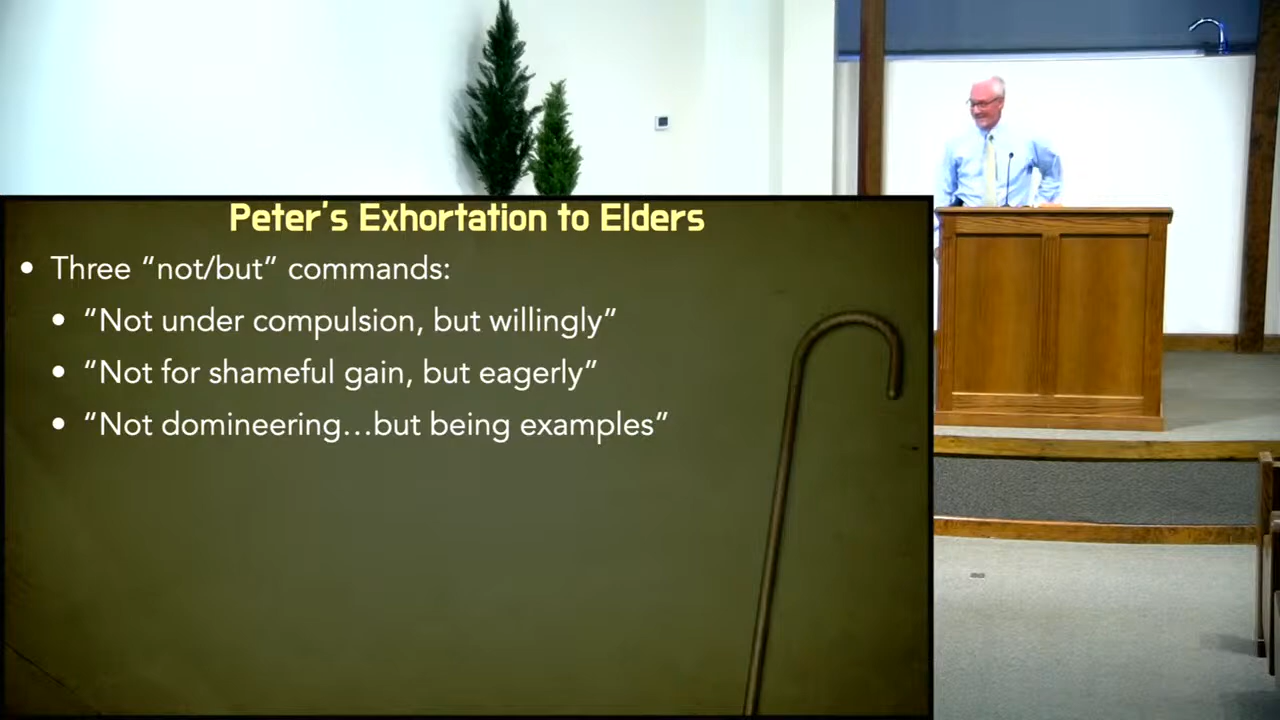 Peter's Exhortation to Elders
• Three “not/but” commands:
• “Not under compulsion, but willingly”
• “Not for shameful gain, but eagerly”
• “Not domineering…but being examples”